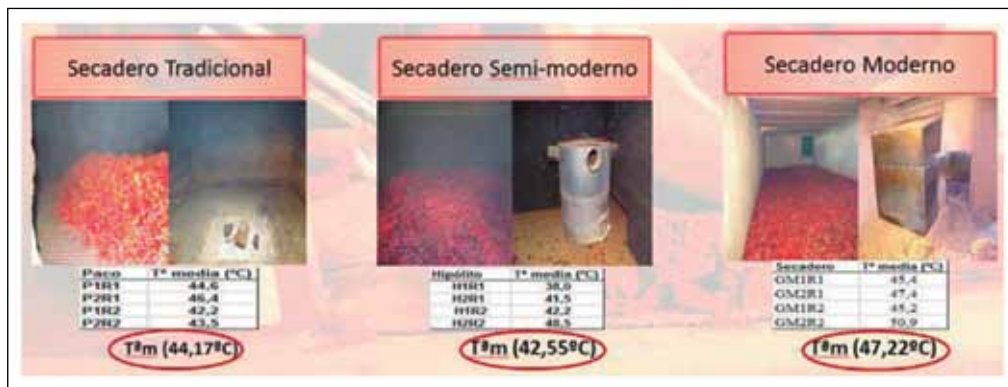 Secadero Tradicional
Paco Tª media (ºC)
P1R1 44,6
P2R1 46,4
P1R2 42,2
P2R2 43,5
Tªm (44,17ºC)
Secadero Semi-moderno
Hipólito Tª media (ºC)
H1R1 38,0
H2R1 41,5
H1R2 42,2
H2R2 48,5
Tªm (42,55ºC)
Secadero Moderno
Secadero Tª media (ºC)
GM1R1 45,4
GM2R1 47,4
GM1R2 45,2
GM2R2 50,9
Tªm (47,22ºC)